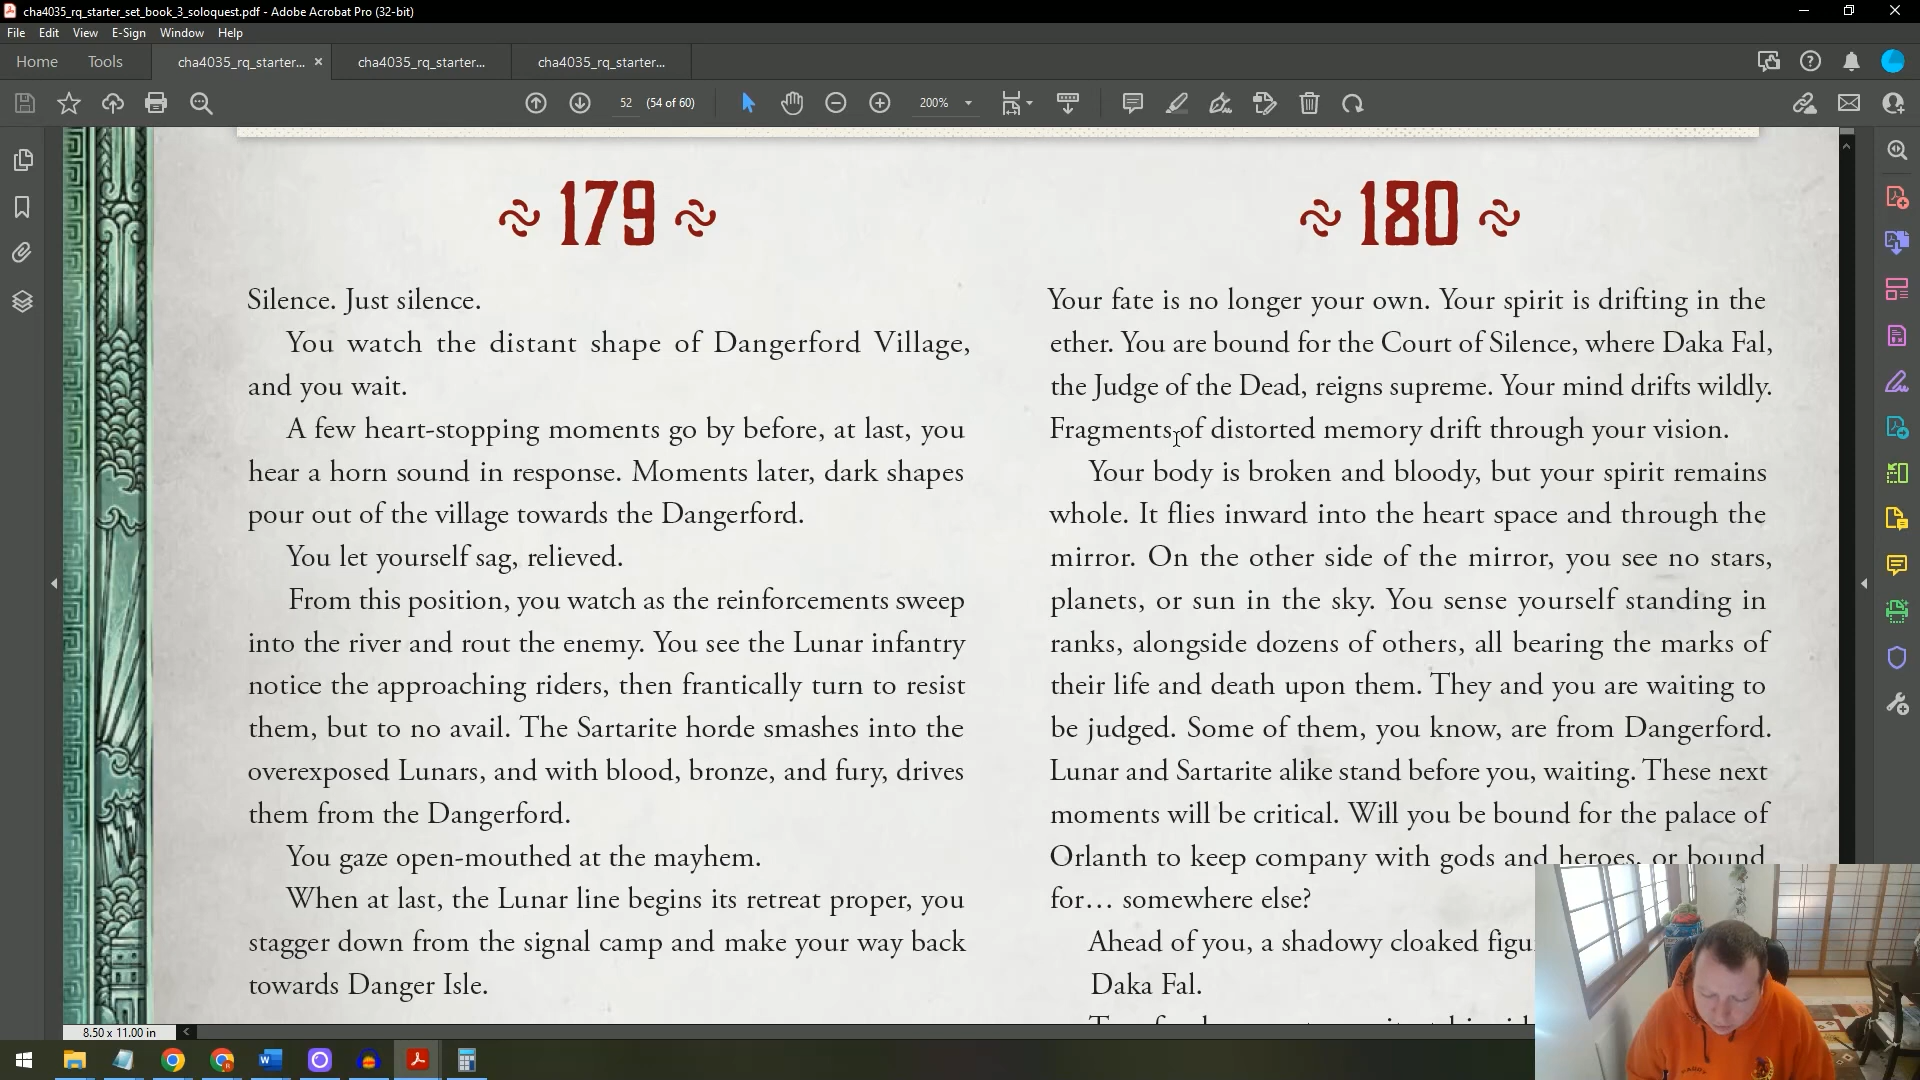 cha4035_rq_starter_set_book_3_soloquest.pdf - Adobe Acrobat Pro (32-bit)
File Edit View E-Sign Window Help
Home Tools cha4035_rq_starter... × cha4035_rq_starter... cha4035_rq_starter...
52 (54 of 60) 200%
179
Silence. Just silence.
You watch the distant shape of Dangerford Village,
and you wait.
A few heart-stopping moments go by before, at last, you
hear a horn sound in response. Moments later, dark shapes
pour out of the village towards the Dangerford.
You let yourself sag, relieved.
From this position, you watch as the reinforcements sweep
into the river and rout the enemy. You see the Lunar infantry
notice the approaching riders, then frantically turn to resist
them, but to no avail. The Sartarite horde smashes into the
overexposed Lunars, and with blood, bronze, and fury, drives
them from the Dangerford.
You gaze open-mouthed at the mayhem.
When at last, the Lunar line begins its retreat proper, you
stagger down from the signal camp and make your way back
towards Danger Isle.
180
Your fate is no longer your own. Your spirit is drifting in the
ether. You are bound for the Court of Silence, where Daka Fal,
the Judge of the Dead, reigns supreme. Your mind drifts wildly.
Fragments of distorted memory drift through your vision.
Your body is broken and bloody, but your spirit remains
whole. It flies inward into the heart space and through the
mirror. On the other side of the mirror, you see no stars,
planets, or sun in the sky. You sense yourself standing in
ranks, alongside dozens of others, all bearing the marks of
their life and death upon them. They and you are waiting to
be judged. Some of them, you know, are from Dangerford.
Lunar and Sartarite alike stand before you, waiting. These next
moments will be critical. Will you be bound for the palace of
Orlanth to keep company with gods and heroes, or bound
for… somewhere else?
Ahead of you, a shadowy cloaked
Daka Fal.
8.50 x 11.00 in